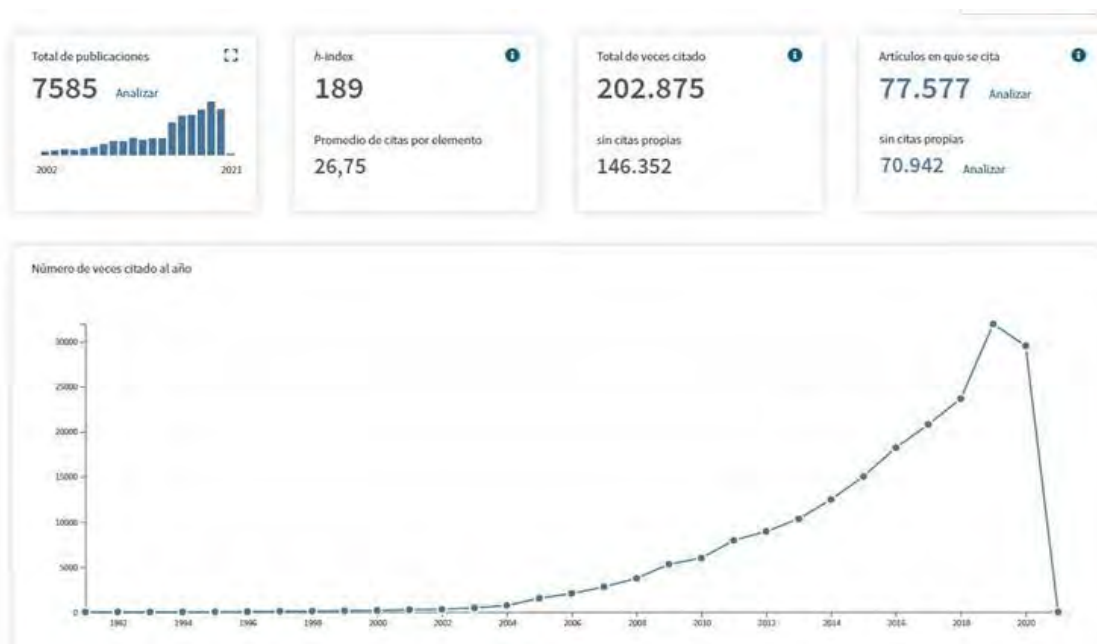 Total de publicaciones
7585 Analizar
2002 2021
h-index
189
Promedio de citas por elemento
26,75
Total de veces citado
202.875
sin citas propias
146.352
Artículos en que se cita
77.577 Analizar
sin citas propias
70.942 Analizar
Número de veces citado al año
30000
25000
20000
15000
10000
5000
0
1992 1994 1996 1998 2000 2002 2004 2006 2008 2010 2012 2014 2016 2018 2020